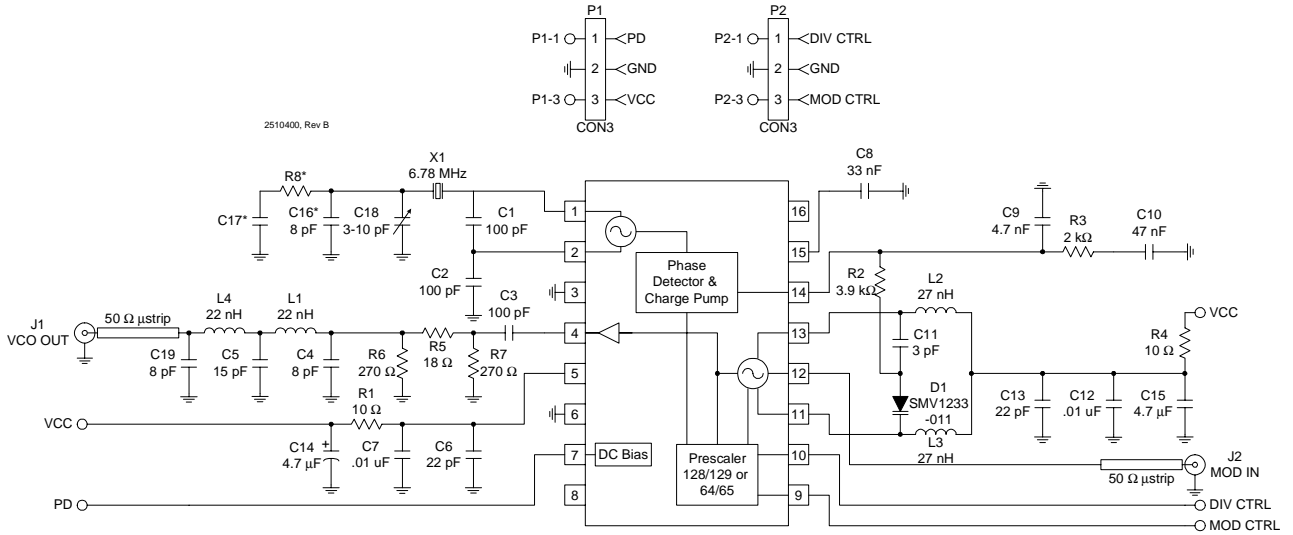 P1
P1-1 1 PD
2 GND
P1-3 3 VCC
CON3
P2
P2-1 1 DIV CTRL
2 GND
P2-3 3 MOD CTRL
CON3
2510400, Rev B
X1
6.78 MHz
R8*
C17*
C16*
8 pF
C18
3-10 pF
C1
100 pF
C2
100 pF
C3
100 pF
L4
22 nH
L1
22 nH
J1
VCO OUT
50 Ω µstrip
C19
8 pF
C5
15 pF
C4
8 pF
R6
270 Ω
R5
18 Ω
R7
270 Ω
R1
10 Ω
VCC
C14
4.7 µF
+
C7
.01 uF
C6
22 pF
PD
1
2
3
4
5
6
7
8
Phase
Detector &
Charge Pump
DC Bias
Prescaler
128/129 or
64/65
16
15
14
13
12
11
10
9
C8
33 nF
C9
4.7 nF
R3
2 kΩ
C10
47 nF
R2
3.9 kΩ
L2
27 nH
C11
3 pF
D1
SMV1233
-011
L3
27 nH
VCC
R4
10 Ω
C13
22 pF
C12
.01 uF
C15
4.7 µF
J2
MOD IN
50 Ω µstrip
DIV CTRL
MOD CTRL